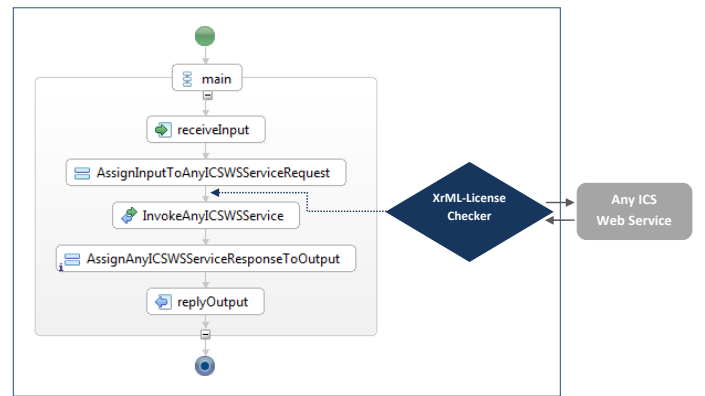 main
receiveInput
AssignInputToAnyICSWSServiceRequest
InvokeAnyICSWSService
AssignAnyICSWSServiceResponseToOutput
replyOutput
XrML-License
Checker
Any ICS
Web Service